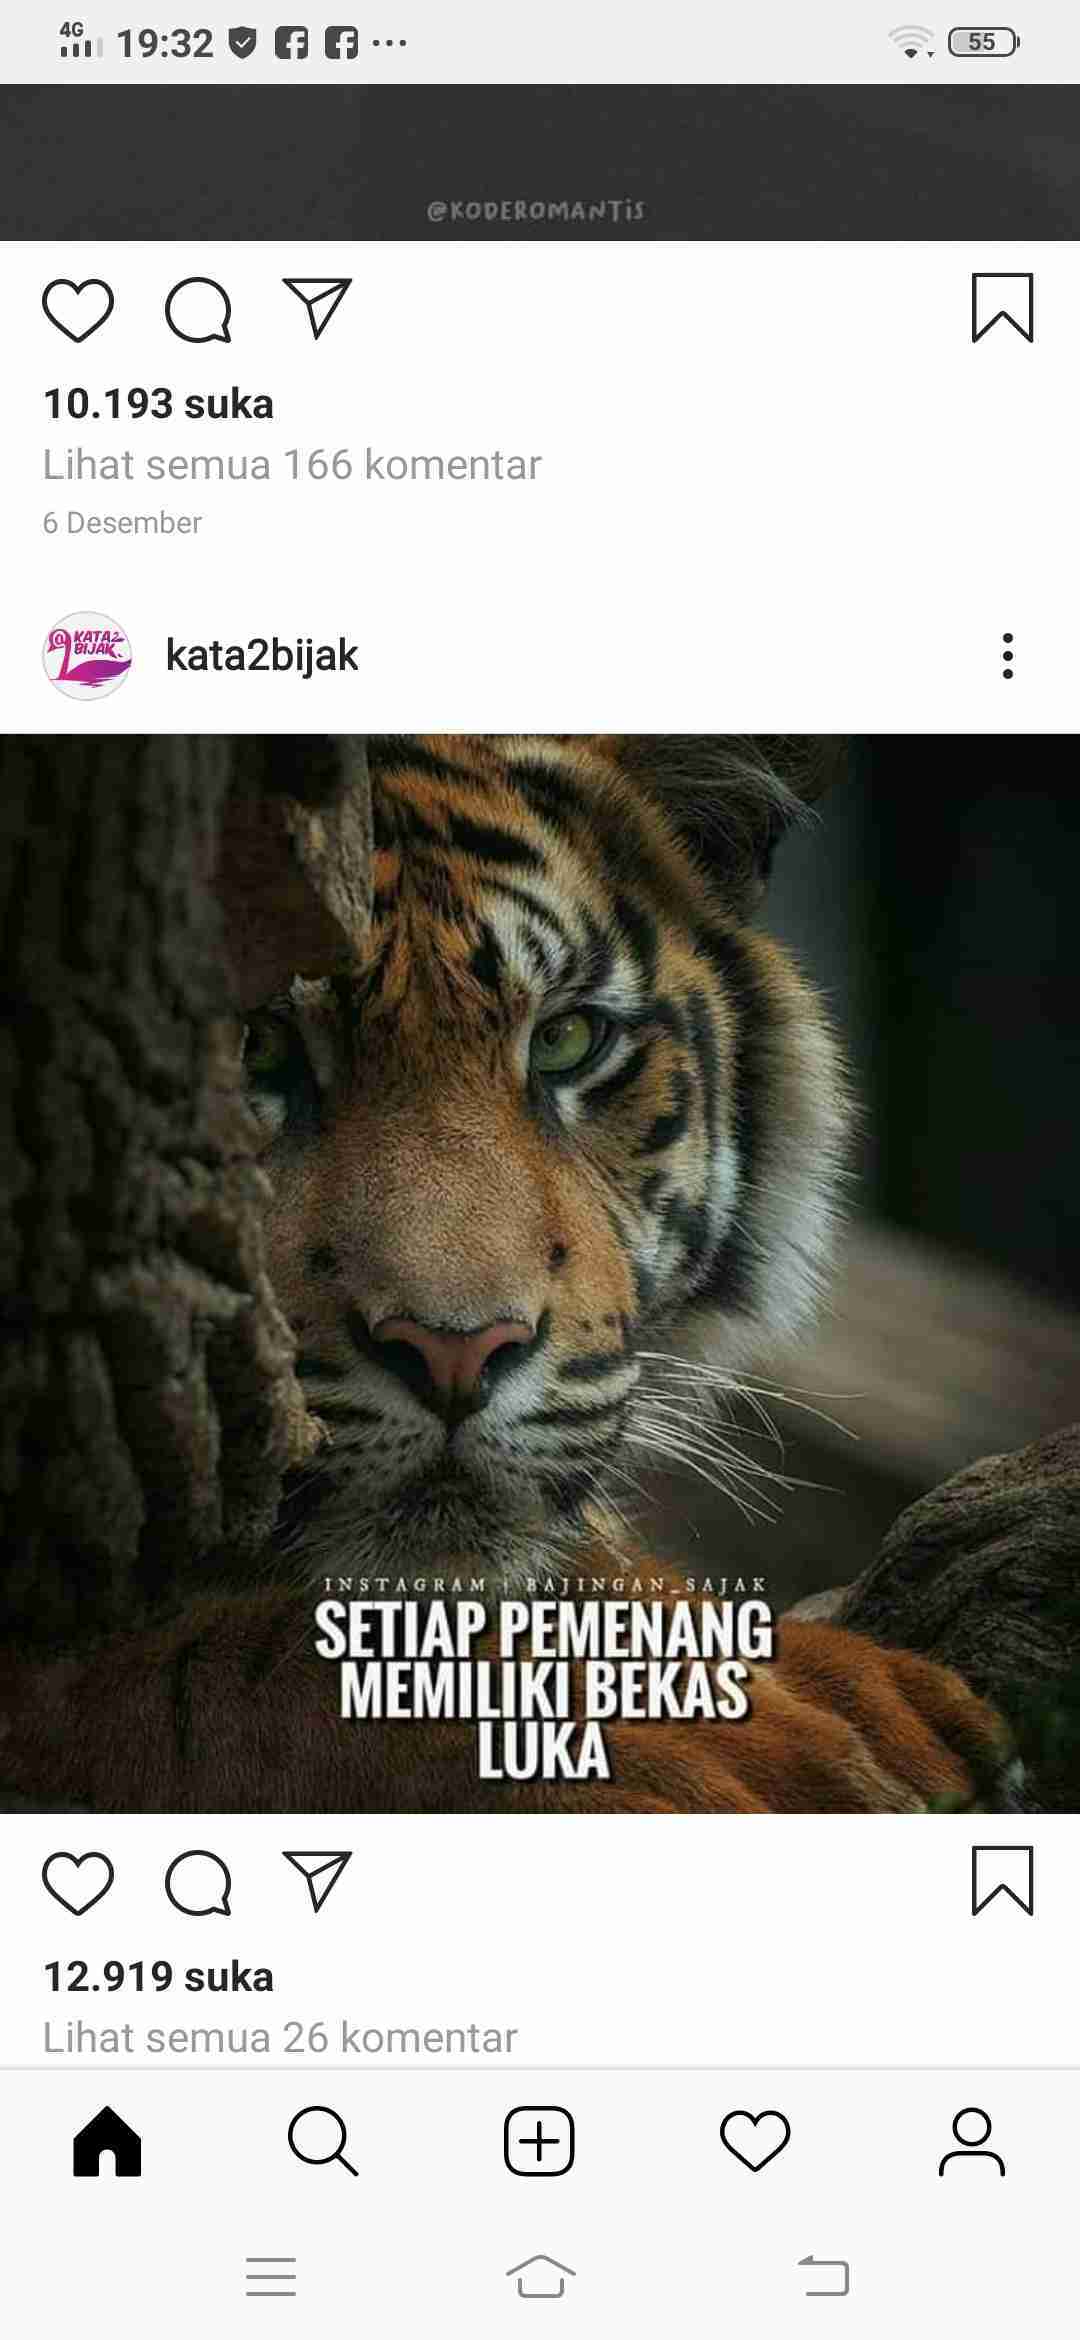 4G 19:32 55
@KODEROMANTIS
10.193 suka
Lihat semua 166 komentar
6 Desember
@KATA2
BIJAK
kata2bijak
INSTAGRAM | BAJINGAN_SAJAK
SETIAP PEMENANG
MEMILIKI BEKAS
LUKA
12.919 suka
Lihat semua 26 komentar